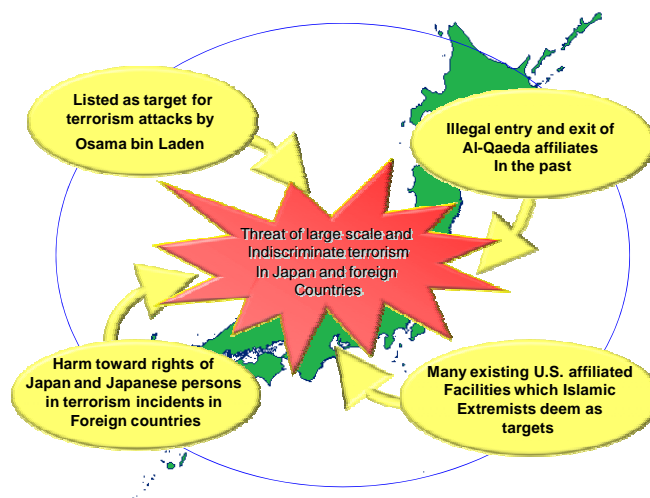 Listed as target for
terrorism attacks by
Osama bin Laden
Illegal entry and exit of
Al-Qaeda affiliates
In the past
Threat of large scale and
Indiscriminate terrorism
In Japan and foreign
Countries
Harm toward rights of
Japan and Japanese persons
in terrorism incidents in
Foreign countries
Many existing U.S. affiliated
Facilities which Islamic
Extremists deem as
targets